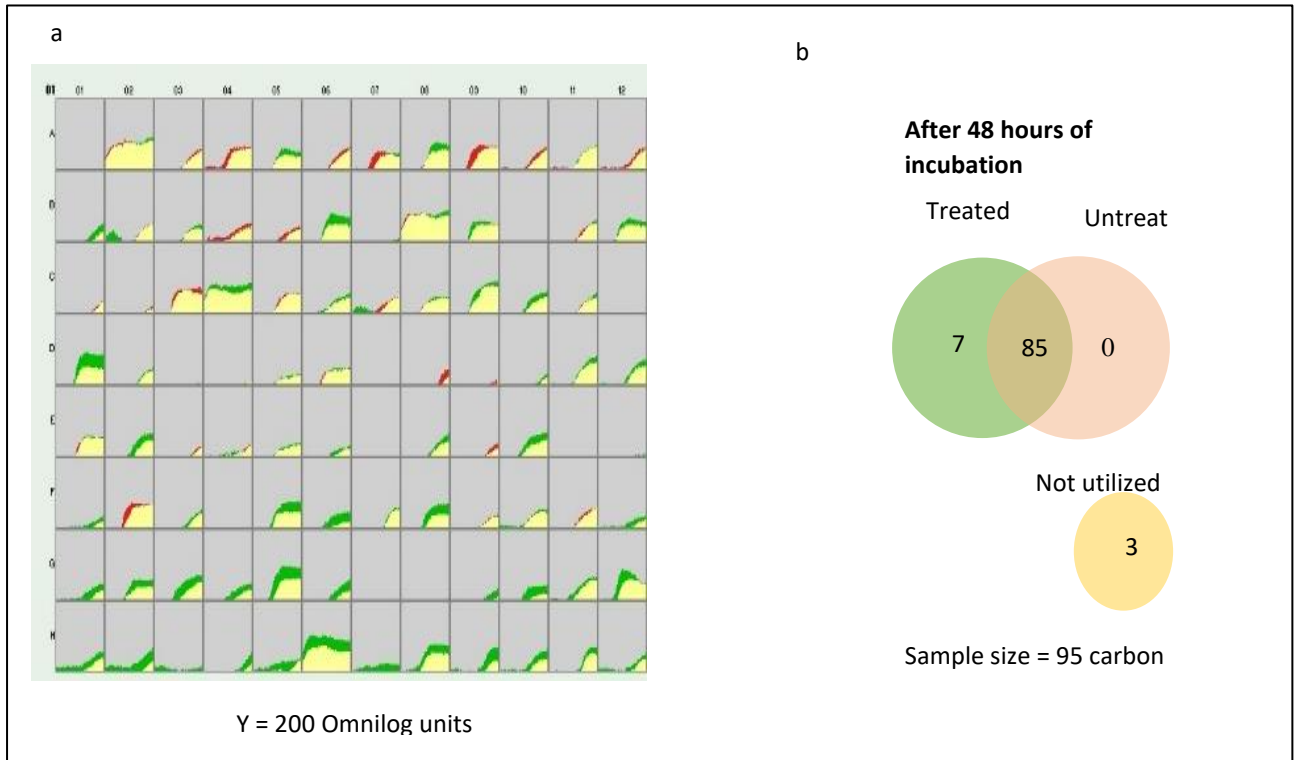 a
b
01 02 03 04 05 06 07 08 09 10 11 12
A
C
E
G
H
Y = 200 Omnilog units
After 48 hours of
incubation
Treated
Untreat
7
85
0
Not utilized
3
Sample size = 95 carbon